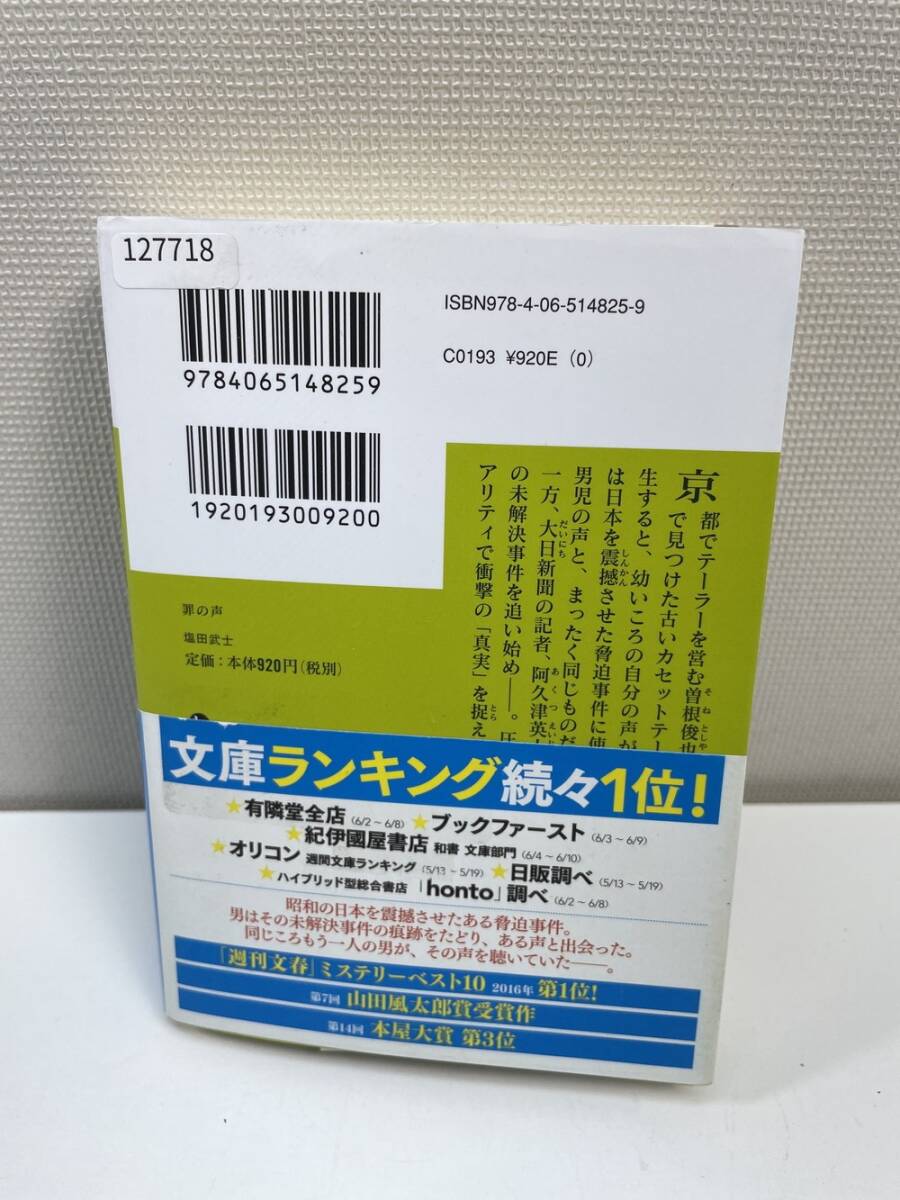 127718
ISBN978-4-06-514825-9
C0193 ¥920E (0)
9784065148259
1920193009200
京都でテーラーを営む曽根俊也
で見つけた古いカセットテー
生すると、幼いころの自分の声が
は日本を震撼させた脅迫事件に使
男児の声と、まったく同じものだ
一方、大日新聞の記者、阿久津英
の未解決事件を追い始め——。圧
アリティで衝撃の「真実」を捉え
罪の声
塩田武士
定価:本体920円(税別)
文庫ランキング続々1位!
★有隣堂全店(6/2~6/8) ★ブックファースト(6/3~6/9)
★紀伊國屋書店 和書 文庫部門(6/4~6/10)
★オリコン 週間文庫ランキング(5/13~5/19) ★日販調べ(5/13~5/19)
★ハイブリッド型総合書店「honto」調べ(6/2~6/8)
昭和の日本を震撼させたある脅迫事件。
男はその未解決事件の痕跡をたどり、ある声と出会った。
同じころもう一人の男が、その声を聴いていた——。
「週刊文春」ミステリーベスト10 2016年 第1位!
第7回 山田風太郎賞受賞作
第14回 本屋大賞 第3位